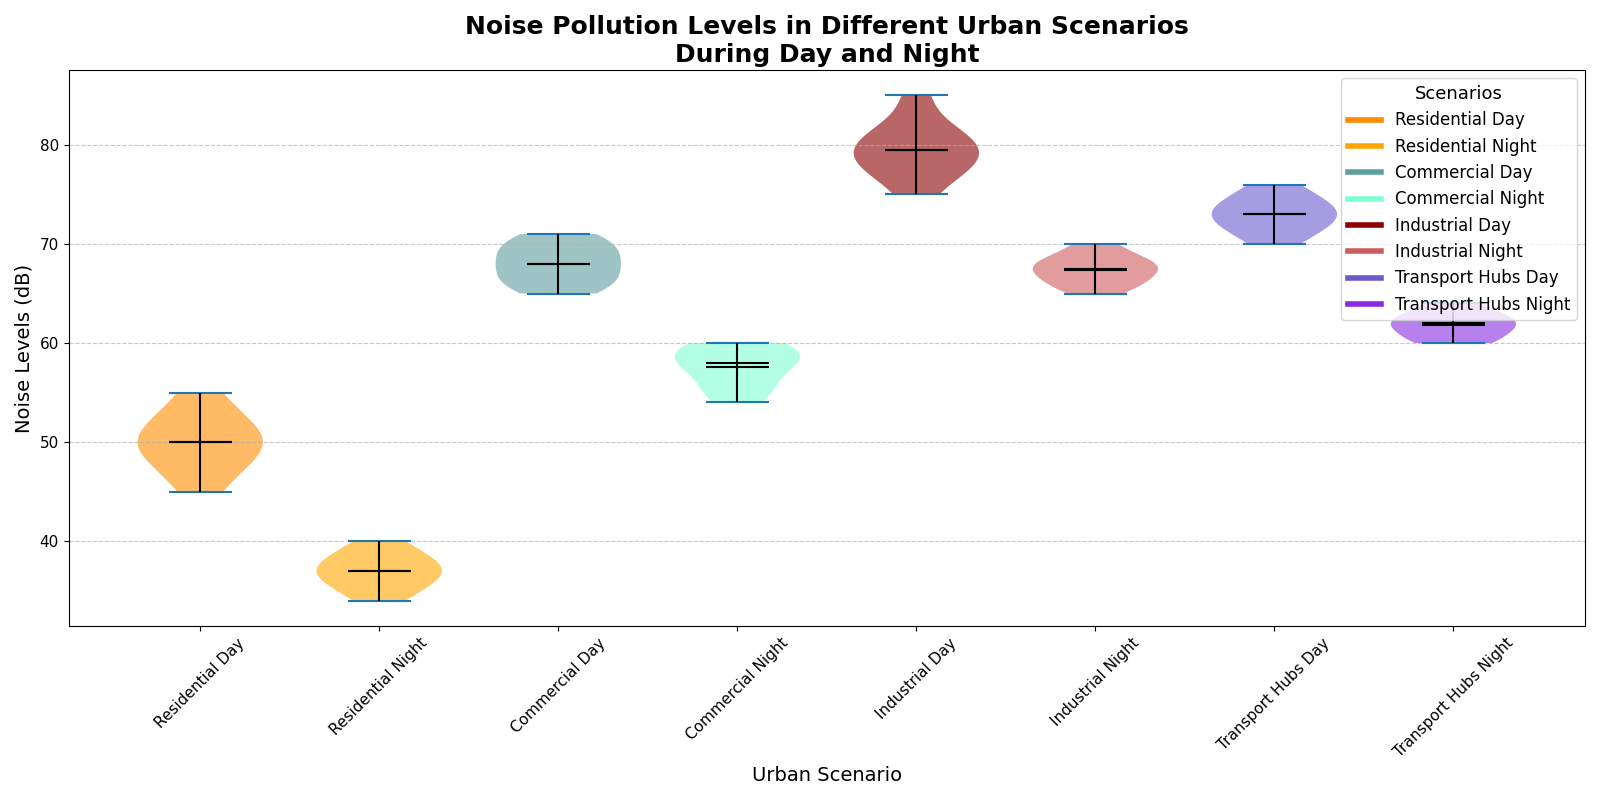 Noise Pollution Levels in Different Urban Scenarios
During Day and Night
Noise Levels (dB)
80
70
60
50
40
Scenarios
Residential Day
Residential Night
Commercial Day
Commercial Night
Industrial Day
Industrial Night
Transport Hubs Day
Transport Hubs Night
Residential Day
Residential Night
Commercial Day
Commercial Night
Industrial Day
Industrial Night
Transport Hubs Day
Transport Hubs Night
Urban Scenario